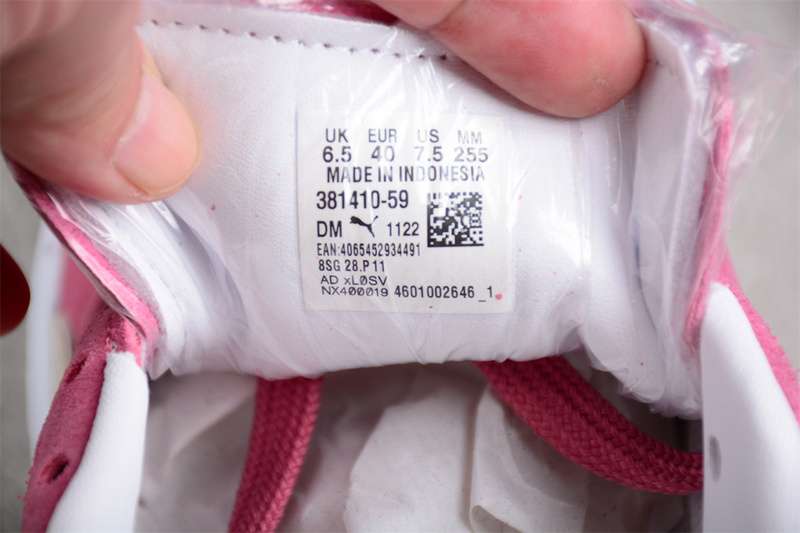 UK EUR US MM
6.5 40 7.5 255
MADE IN INDONESIA
381410-59
DM 1122
EAN:4065452934491
8SG 28.P 11
AD xL0SV
NX400019 4601002646 _1